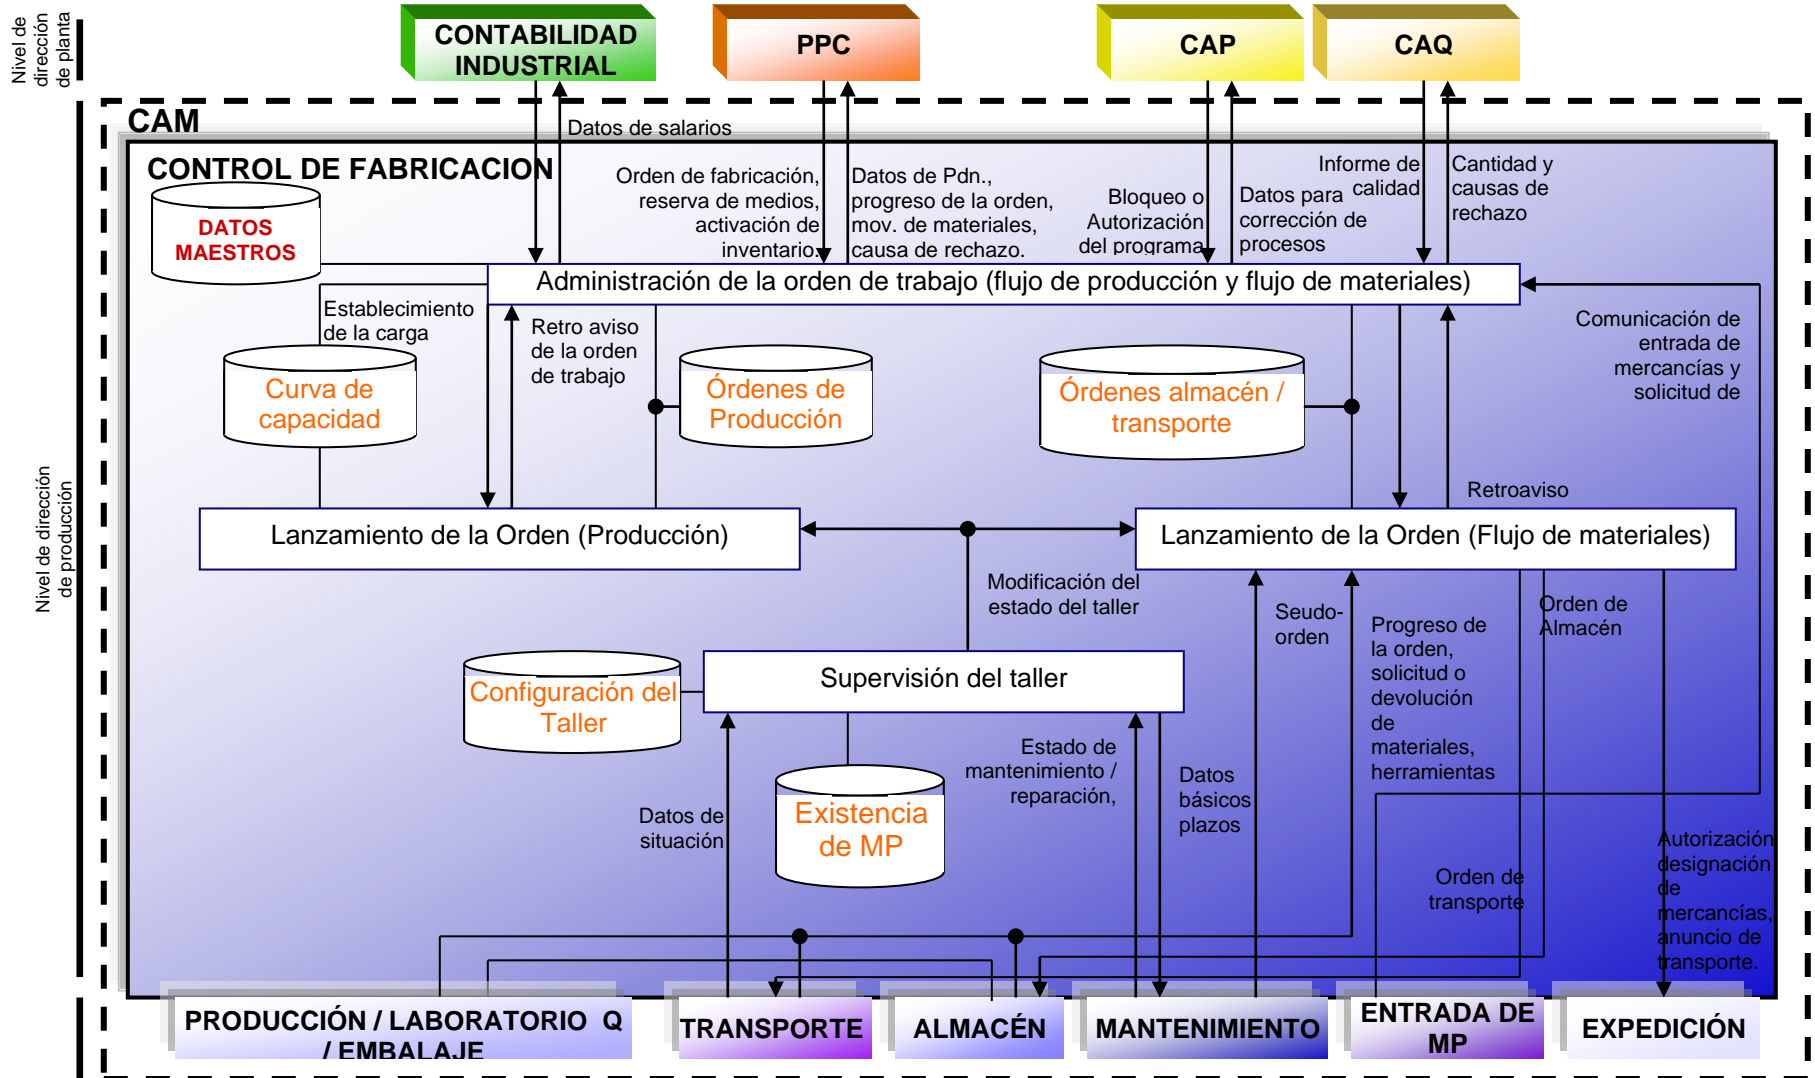 Nivel de
dirección
de planta
CONTABILIDAD
INDUSTRIAL
PPC
CAP
CAQ
CAM
Datos de salarios
CONTROL DE FABRICACION
DATOS
MAESTROS
Orden de fabricación,
reserva de medios,
activación de
inventario.
Datos de Pdn.,
progreso de la orden,
mov. de materiales,
causa de rechazo.
Bloqueo o
Autorización
del programa
Datos para
corrección de
procesos
Informe de
calidad
Cantidad y
causas de
rechazo
Administración de la orden de trabajo (flujo de producción y flujo de materiales)
Establecimiento
de la carga
Retro aviso
de la orden
de trabajo
Comunicación de
entrada de
mercancías y
solicitud de
Curva de
capacidad
Órdenes de
Producción
Órdenes almacén /
transporte
Nivel de dirección
de producción
Retroaviso
Lanzamiento de la Orden (Producción)
Lanzamiento de la Orden (Flujo de materiales)
Modificación del
estado del taller
Seudo-
orden
Progreso de
la orden,
solicitud o
devolución
de
materiales,
herramientas
Orden de
Almacén
Configuración del
Taller
Supervisión del taller
Estado de
mantenimiento /
reparación,
Datos
básicos
plazos
Datos de
situación
Existencia
de MP
Orden de
transporte
Autorización
designación
de
mercancías,
anuncio de
transporte.
PRODUCCIÓN / LABORATORIO Q
/ EMBALAJE
TRANSPORTE
ALMACÉN
MANTENIMIENTO
ENTRADA DE
MP
EXPEDICIÓN